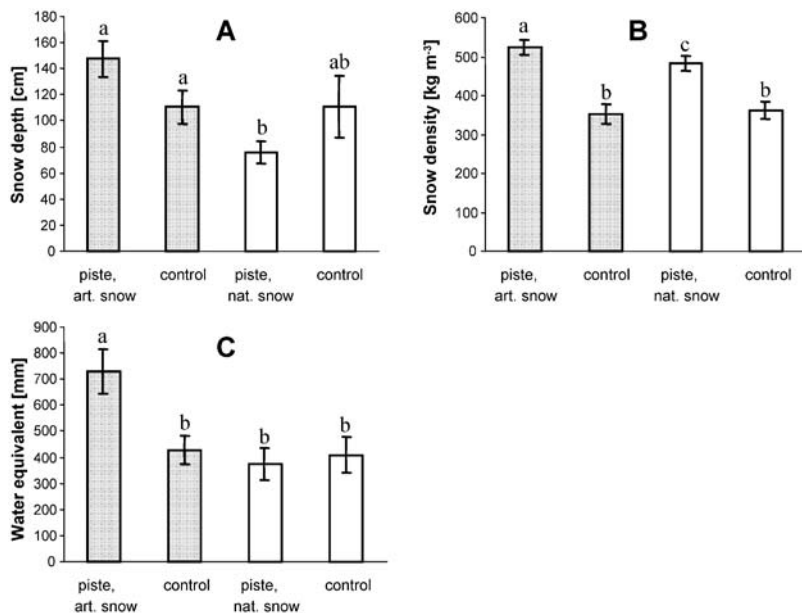 A
Snow depth [cm]
180
160
140
120
100
80
60
40
20
0
a
a
b
ab
piste,
art. snow
control
piste,
nat. snow
control
B
Snow density [kg m⁻³]
600
500
400
300
200
100
0
a
b
c
b
piste,
art. snow
control
piste,
nat. snow
control
C
Water equivalent [mm]
900
800
700
600
500
400
300
200
100
0
a
b
b
b
piste,
art. snow
control
piste,
nat. snow
control